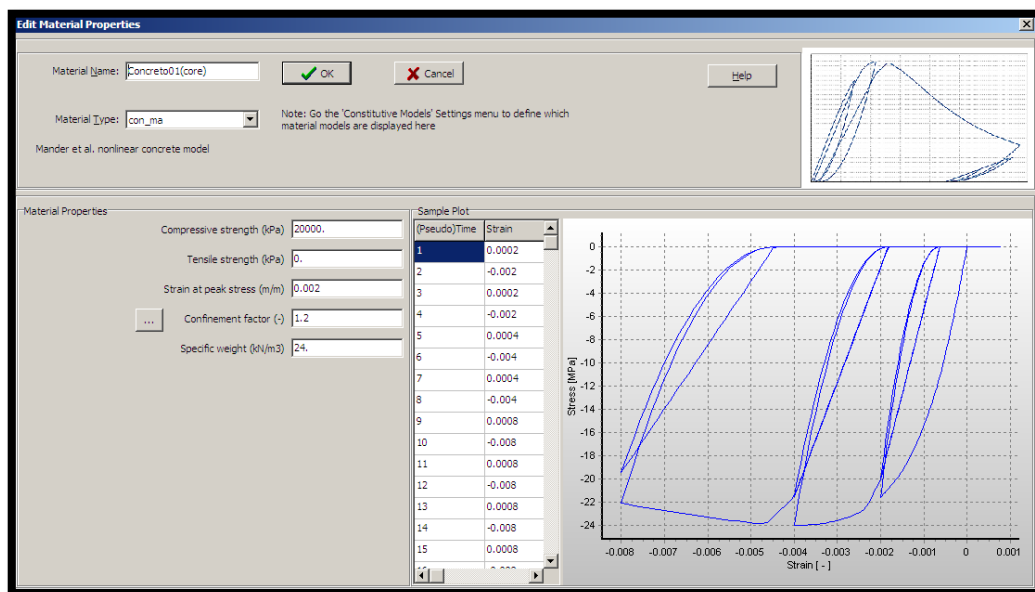 Edit Material Properties
Material Name: Concreto01(core)
OK
Cancel
Help
Material Type: con_ma
Note: Go the 'Constitutive Models' Settings menu to define which
material models are displayed here
Mander et al. nonlinear concrete model
Material Properties
Compressive strength (kPa) 20000.
Tensile strength (kPa) 0.
Strain at peak stress (m/m) 0.002
... Confinement factor (-) 1.2
Specific weight (kN/m3) 24.
Sample Plot
(Pseudo)Time Strain
1 0.0002
2 -0.002
3 0.0002
4 -0.002
5 0.0004
6 -0.004
7 0.0004
8 -0.004
9 0.0008
10 -0.008
11 0.0008
12 -0.008
13 0.0008
14 -0.008
15 0.0008
Stress [MPa]
0
-2
-4
-6
-8
-10
-12
-14
-16
-18
-20
-22
-24
-0.008 -0.007 -0.006 -0.005 -0.004 -0.003 -0.002 -0.001 0 0.001
Strain [ - ]